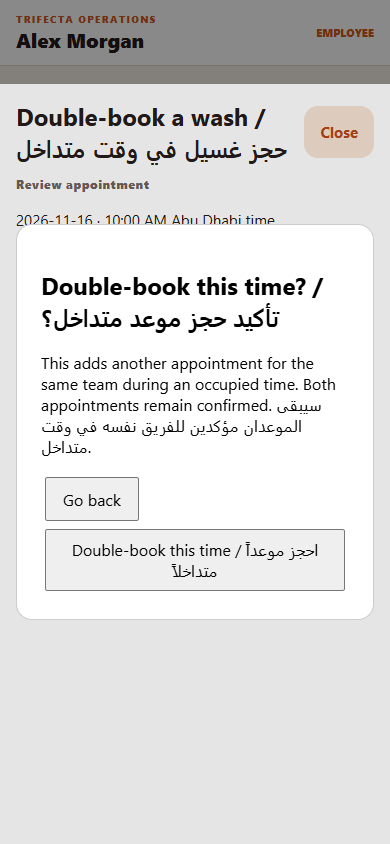 TRIFECTA OPERATIONS
Alex Morgan
EMPLOYEE
Double-book a wash /
حجز غسيل في وقت متداخل
Close
Review appointment
2026-11-16 · 10:00 AM Abu Dhabi time
Double-book this time? /
تأكيد حجز موعد متداخل؟
This adds another appointment for the
same team during an occupied time. Both
appointments remain confirmed. سيبقى
الموعدان مؤكدين للفريق نفسه في وقت
متداخل.
Go back
Double-book this time / احجز موعداً
متداخلاً